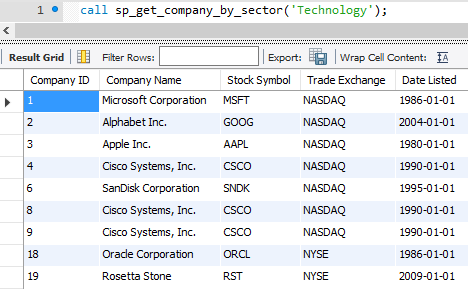 1 call sp_get_company_by_sector('Technology');
Result Grid Filter Rows: Export: Wrap Cell Content: IA
Company ID Company Name Stock Symbol Trade Exchange Date Listed
1 Microsoft Corporation MSFT NASDAQ 1986-01-01
2 Alphabet Inc. GOOG NASDAQ 2004-01-01
3 Apple Inc. AAPL NASDAQ 1980-01-01
4 Cisco Systems, Inc. CSCO NASDAQ 1990-01-01
6 SanDisk Corporation SNDK NASDAQ 1995-01-01
8 Cisco Systems, Inc. CSCO NASDAQ 1990-01-01
9 Cisco Systems, Inc. CSCO NASDAQ 1990-01-01
18 Oracle Corporation ORCL NYSE 1986-01-01
19 Rosetta Stone RST NYSE 2009-01-01